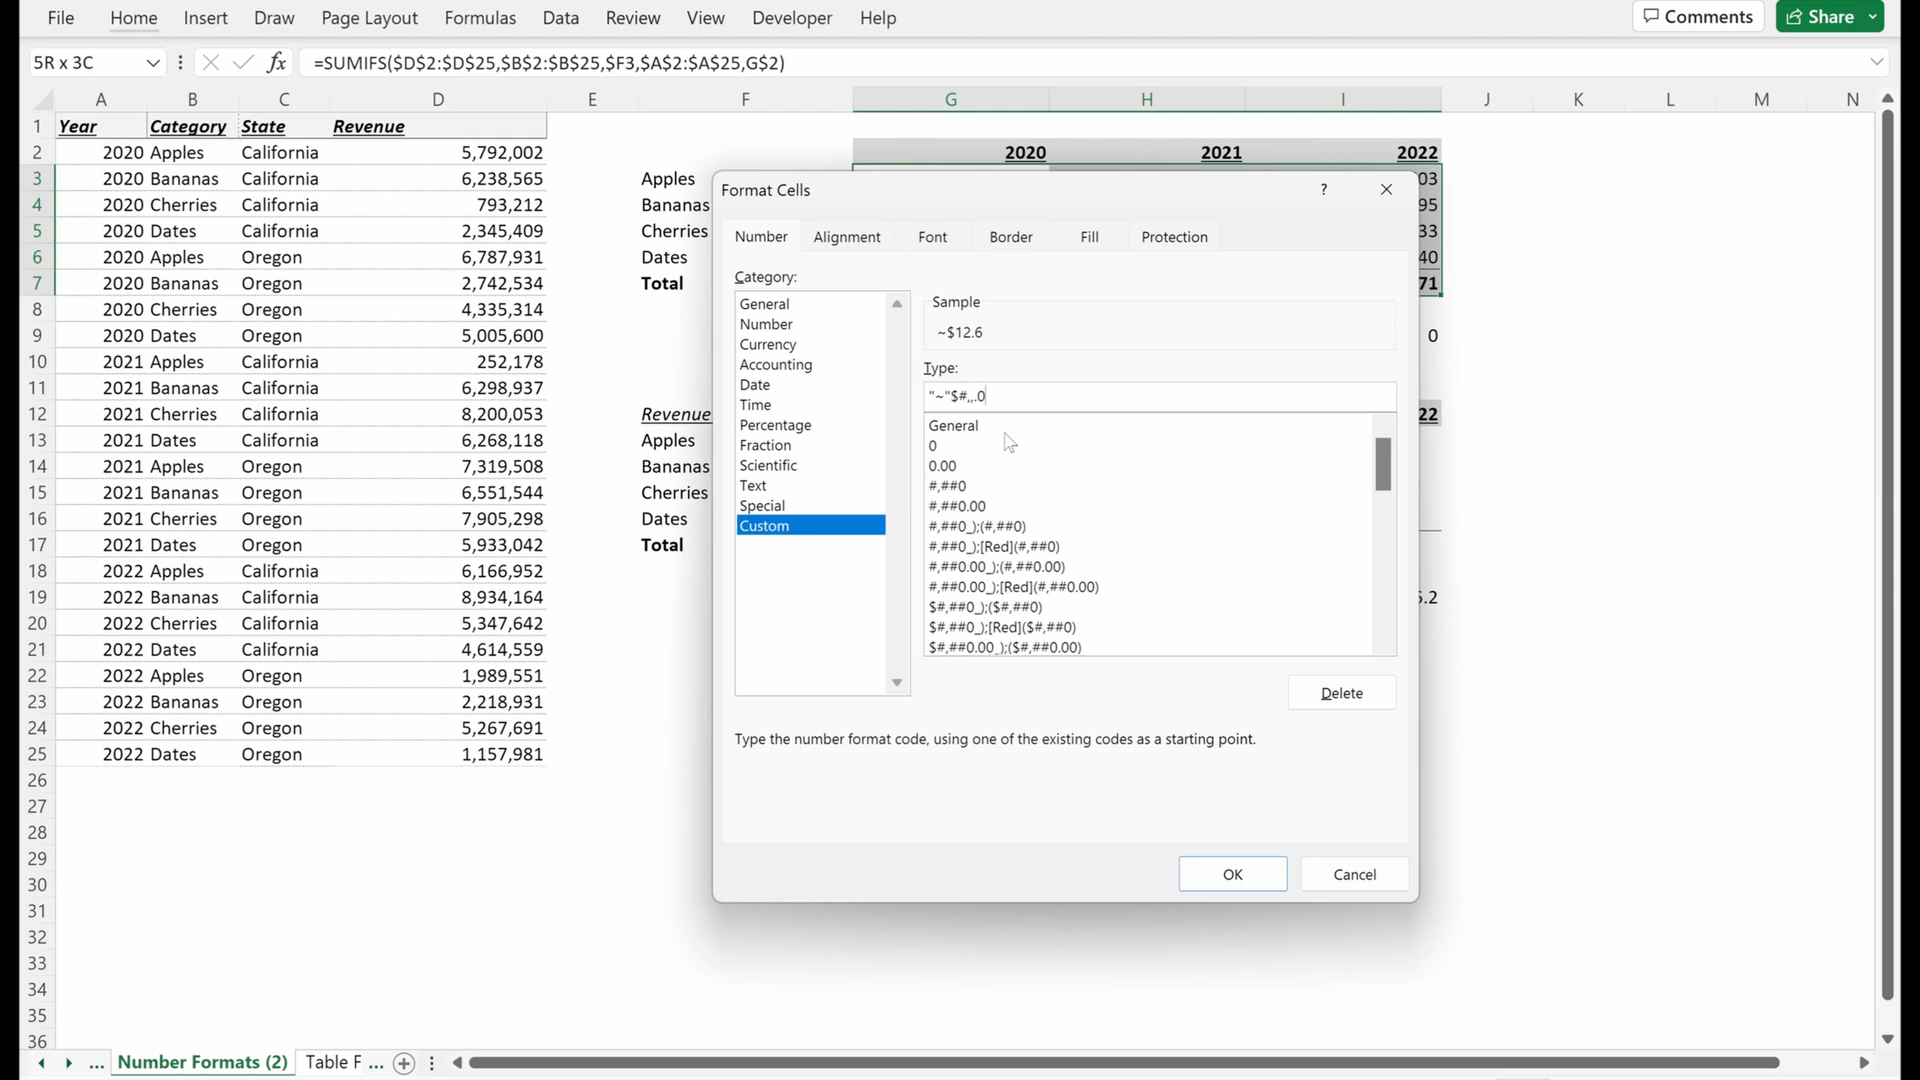 File Home Insert Draw Page Layout Formulas Data Review View Developer Help Comments Share
5R x 3C fx =SUMIFS($D$2:$D$25,$B$2:$B$25,$F3,$A$2:$A$25,G$2)
A B C D E F G H I J K L M N
1 Year Category State Revenue
2 2020 Apples California 5,792,002 2020 2021 2022
3 2020 Bananas California 6,238,565 Apples 03
4 2020 Cherries California 793,212 Bananas 95
5 2020 Dates California 2,345,409 Cherries 33
6 2020 Apples Oregon 6,787,931 Dates 40
7 2020 Bananas Oregon 2,742,534 Total 71
8 2020 Cherries Oregon 4,335,314
9 2020 Dates Oregon 5,005,600 0
10 2021 Apples California 252,178
11 2021 Bananas California 6,298,937
12 2021 Cherries California 8,200,053 Revenue 22
13 2021 Dates California 6,268,118 Apples
14 2021 Apples Oregon 7,319,508 Bananas
15 2021 Bananas Oregon 6,551,544 Cherries
16 2021 Cherries Oregon 7,905,298 Dates
17 2021 Dates Oregon 5,933,042 Total
18 2022 Apples California 6,166,952
19 2022 Bananas California 8,934,164 .2
20 2022 Cherries California 5,347,642
21 2022 Dates California 4,614,559
22 2022 Apples Oregon 1,989,551
23 2022 Bananas Oregon 2,218,931
24 2022 Cherries Oregon 5,267,691
25 2022 Dates Oregon 1,157,981
26
27
28
29
30
31
32
33
34
35
36
Format Cells ?
Number Alignment Font Border Fill Protection
Category:
General
Number
Currency
Accounting
Date
Time
Percentage
Fraction
Scientific
Text
Special
Custom
Sample
~$12.6
Type:
"~"$#,,.0
General
0
0.00
#,##0
#,##0.00
#,##0_);(#,##0)
#,##0_);[Red](#,##0)
#,##0.00_);(#,##0.00)
#,##0.00_);[Red](#,##0.00)
$#,##0_);($#,##0)
$#,##0_);[Red]($#,##0)
$#,##0.00_);($#,##0.00)
Delete
Type the number format code, using one of the existing codes as a starting point.
OK Cancel
... Number Formats (2) Table F ...